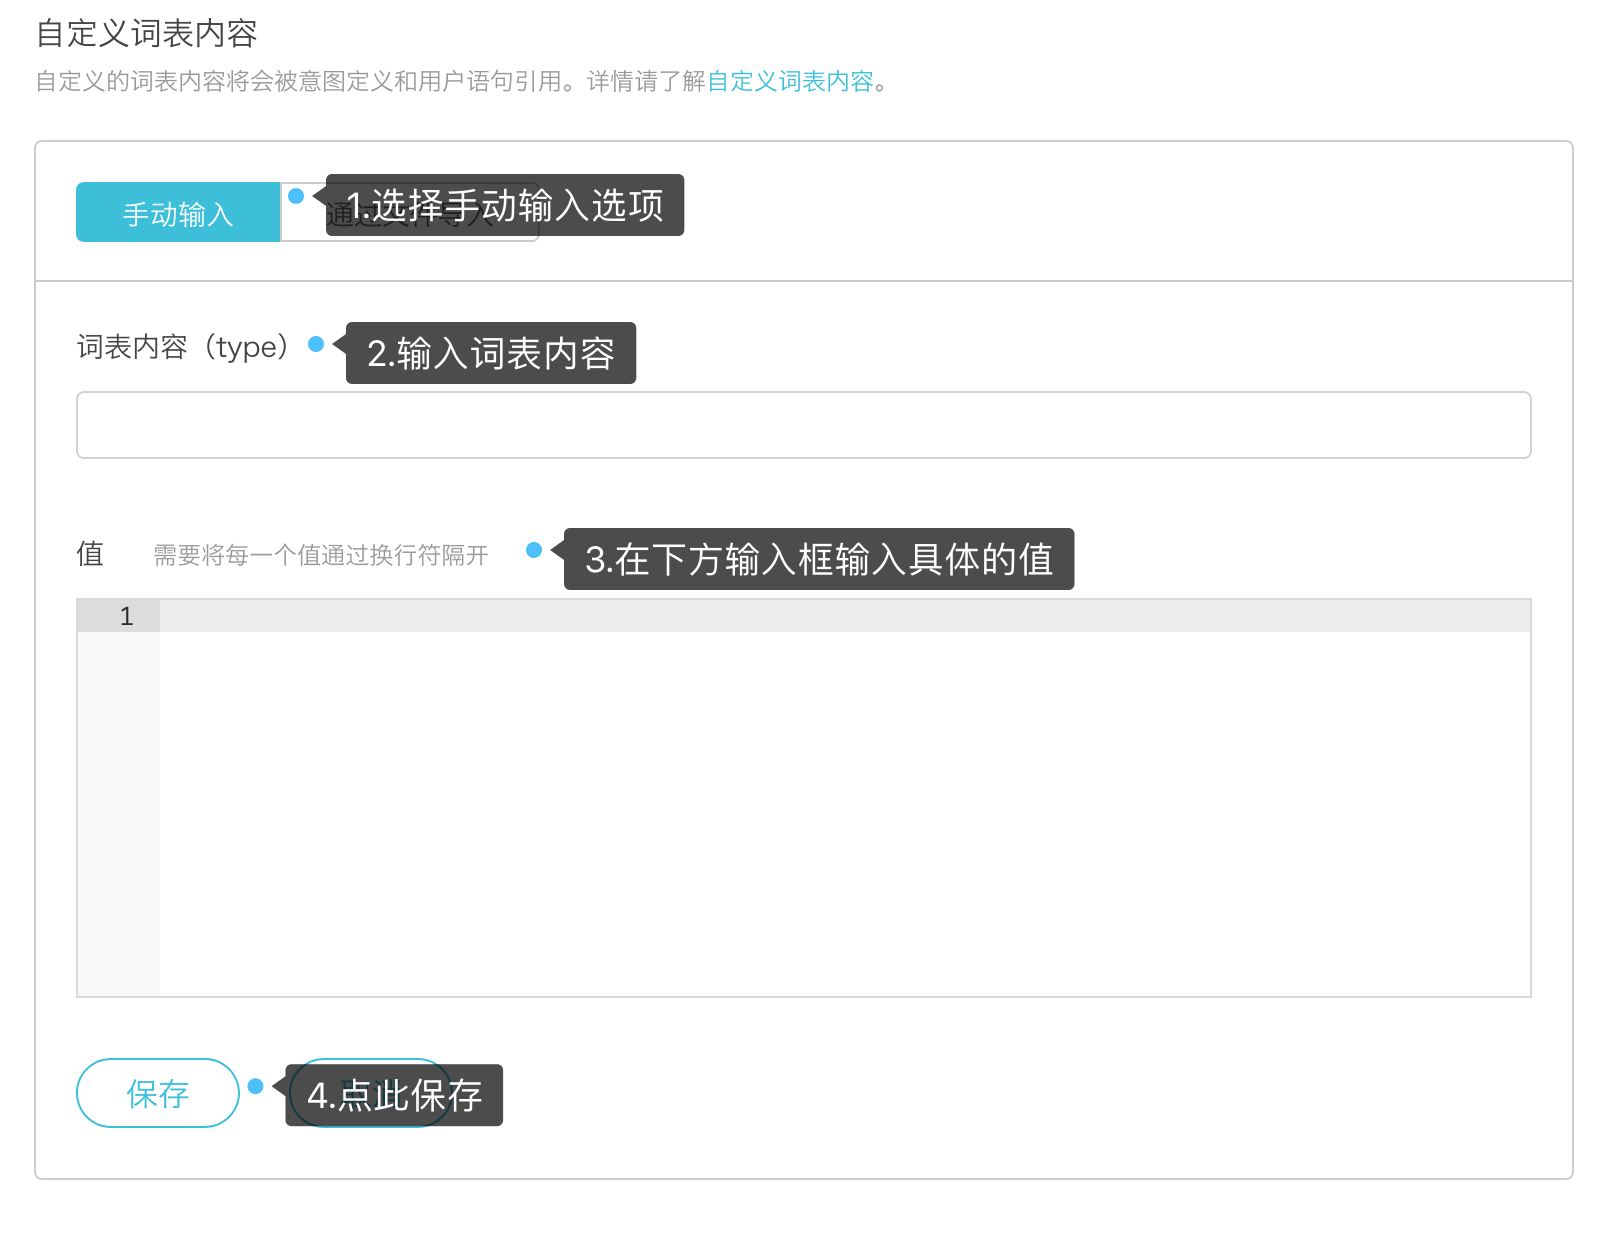 自定义词表内容
自定义的词表内容将会被意图定义和用户语句引用。详情请了解自定义词表内容。
手动输入
通过文件导入
1.选择手动输入选项
词表内容（type）
2.输入词表内容
值 需要将每一个值通过换行符隔开
3.在下方输入框输入具体的值
1
保存
4.点此保存